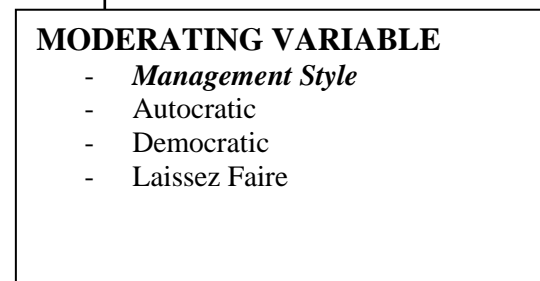 MODERATING VARIABLE
- Management Style
- Autocratic
- Democratic
- Laissez Faire